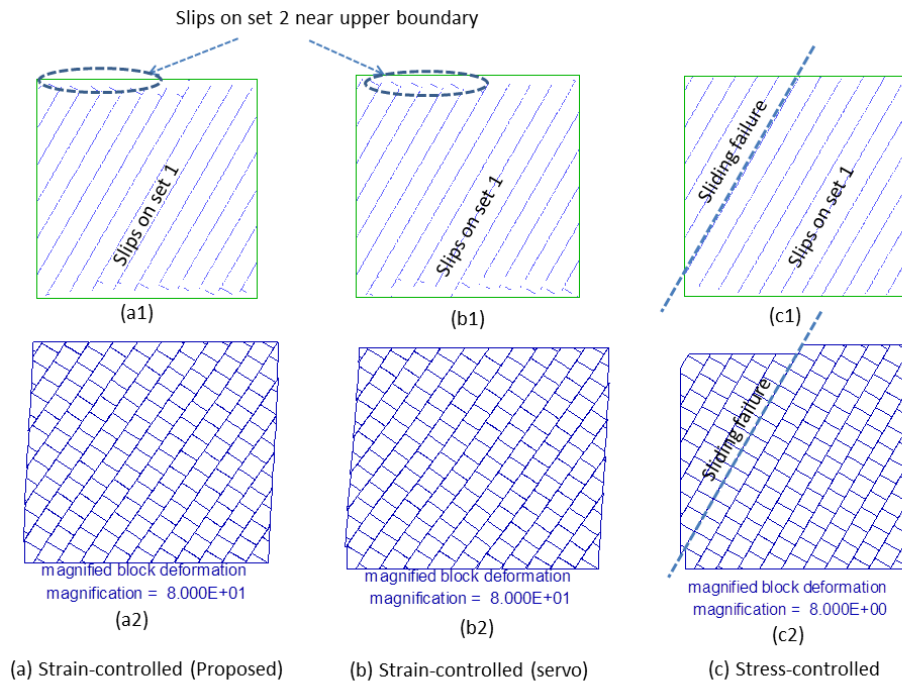 Slips on set 2 near upper boundary
Slips on set 1
(a1)
Slips on set 1
(b1)
Sliding failure
Slips on set 1
(c1)
magnified block deformation
magnification = 8.000E+01
(a2)
magnified block deformation
magnification = 8.000E+01
(b2)
Sliding failure
magnified block deformation
magnification = 8.000E+00
(c2)
(a) Strain-controlled (Proposed)
(b) Strain-controlled (servo)
(c) Stress-controlled